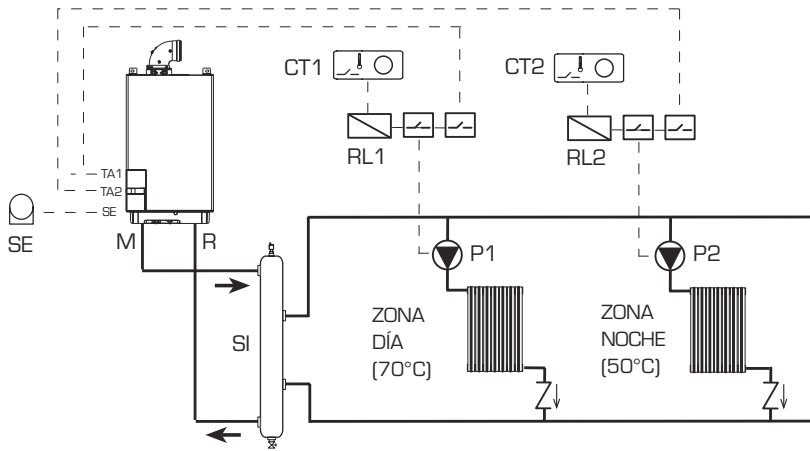 CT1
CT2
RL1
RL2
TA1
TA2
SE
SE
M
R
P1
P2
SI
ZONA
DÍA
(70°C)
ZONA
NOCHE
(50°C)